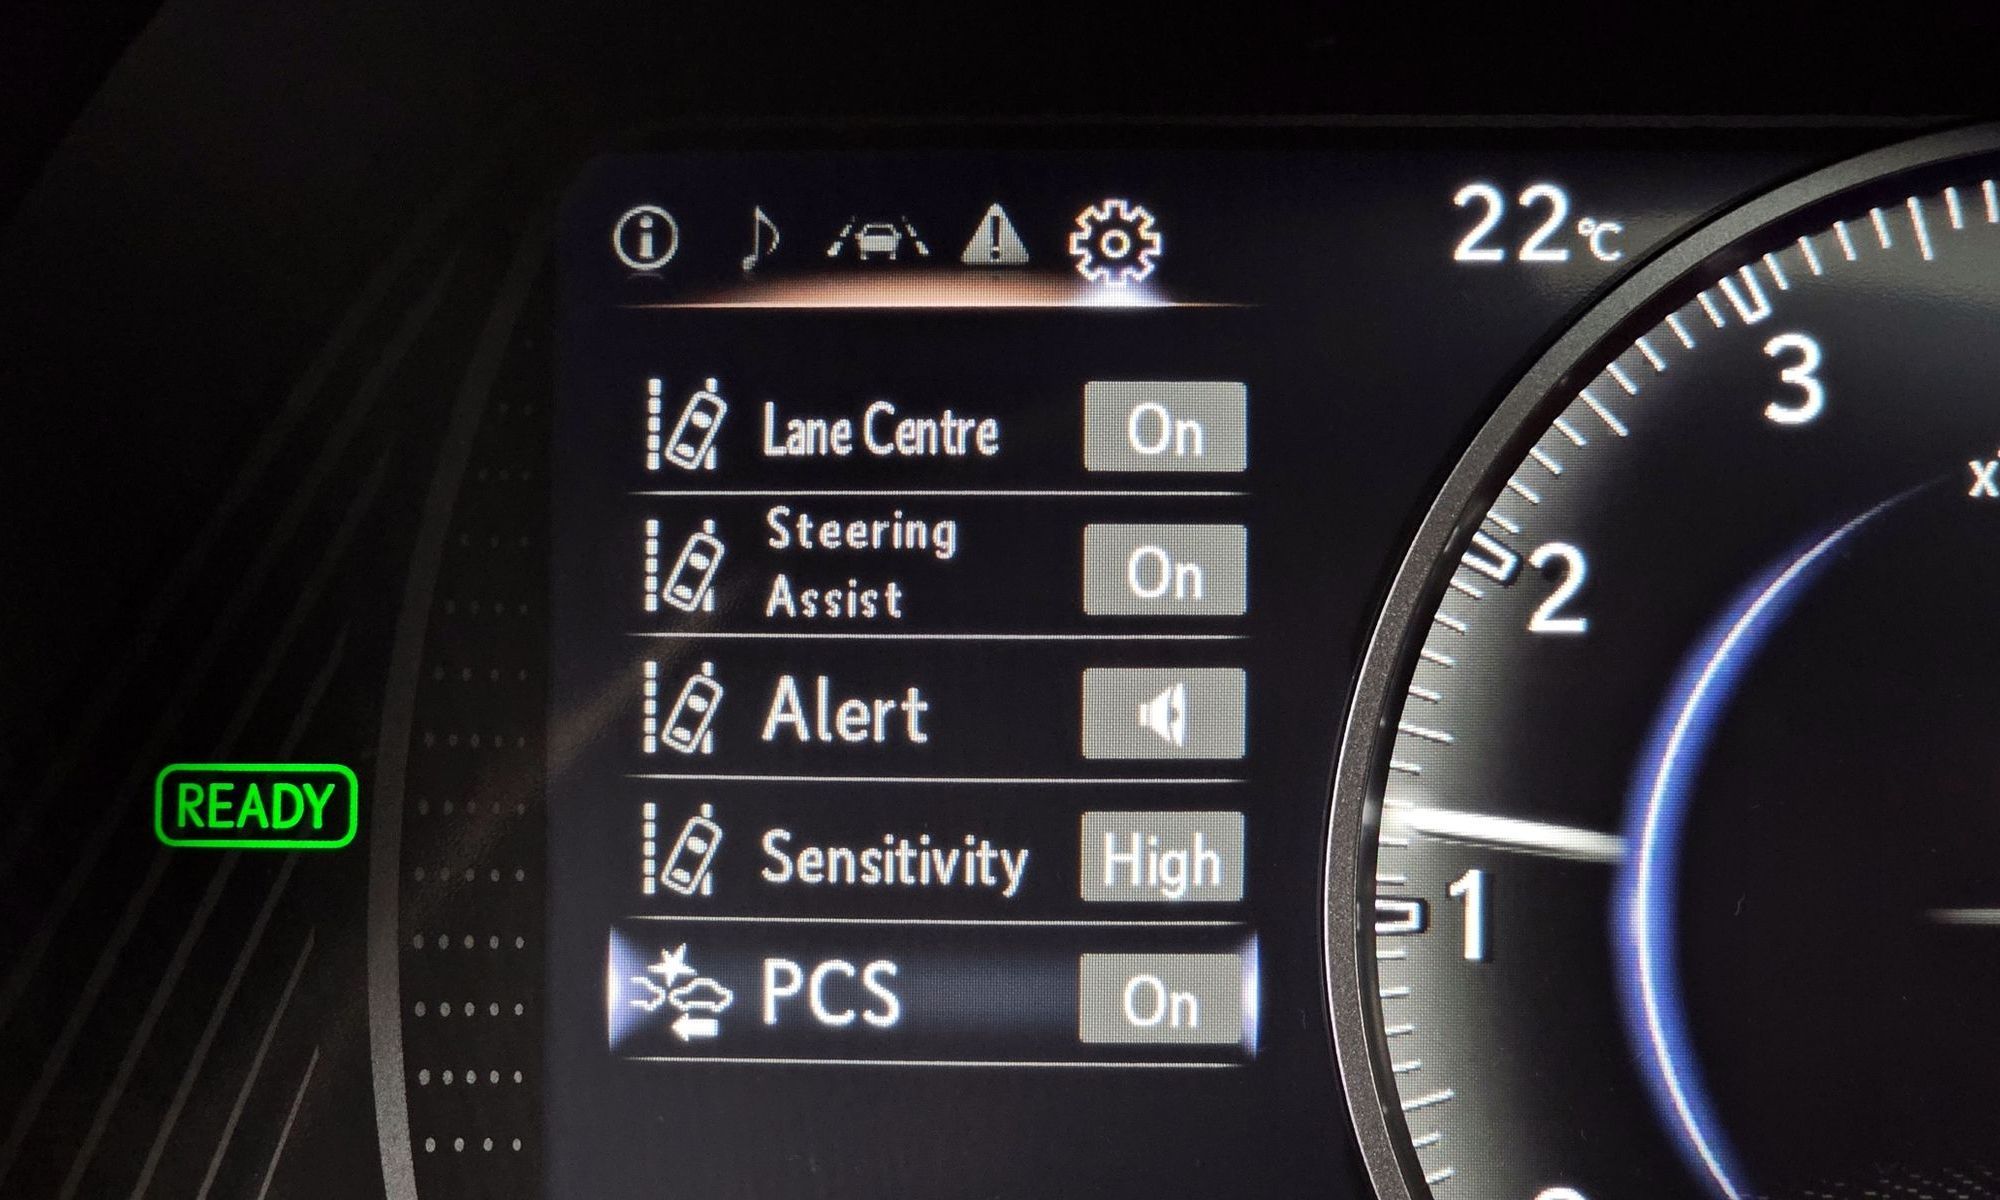 22°C
Lane Centre On
Steering
Assist On
Alert
Sensitivity High
PCS On
READY
3
2
1